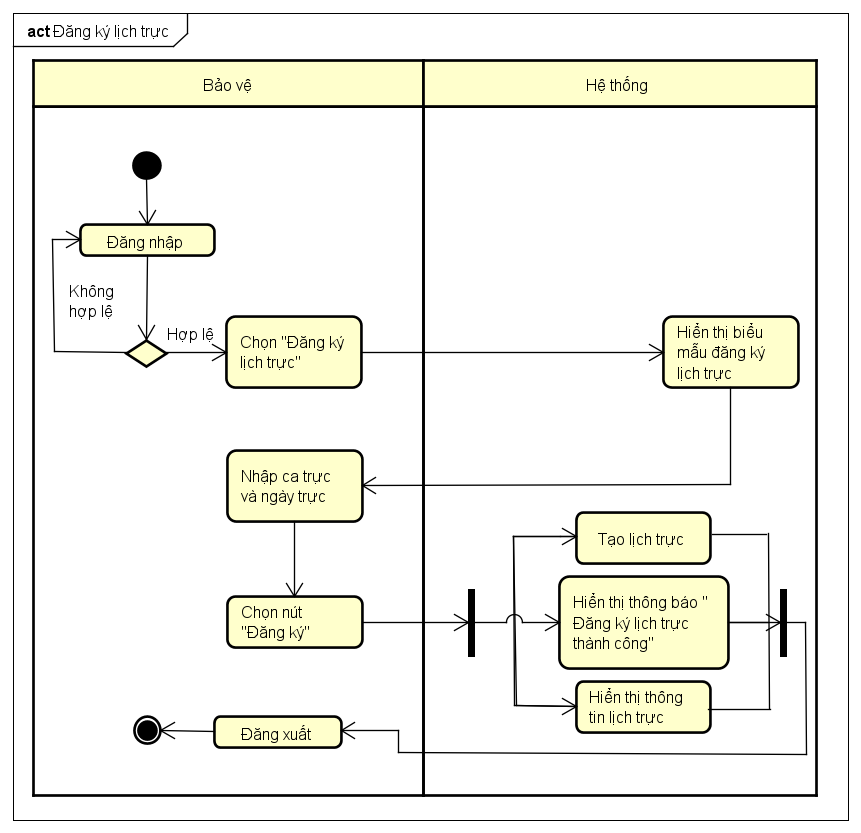 act Đăng ký lịch trực
Bảo vệ
Hệ thống
Đăng nhập
Không
hợp lệ
Hợp lệ
Chọn "Đăng ký
lịch trực"
Hiển thị biểu
mẫu đăng ký
lịch trực
Nhập ca trực
và ngày trực
Tạo lịch trực
Chọn nút
"Đăng ký"
Hiển thị thông báo "
Đăng ký lịch trực
thành công"
Hiển thị thông
tin lịch trực
Đăng xuất